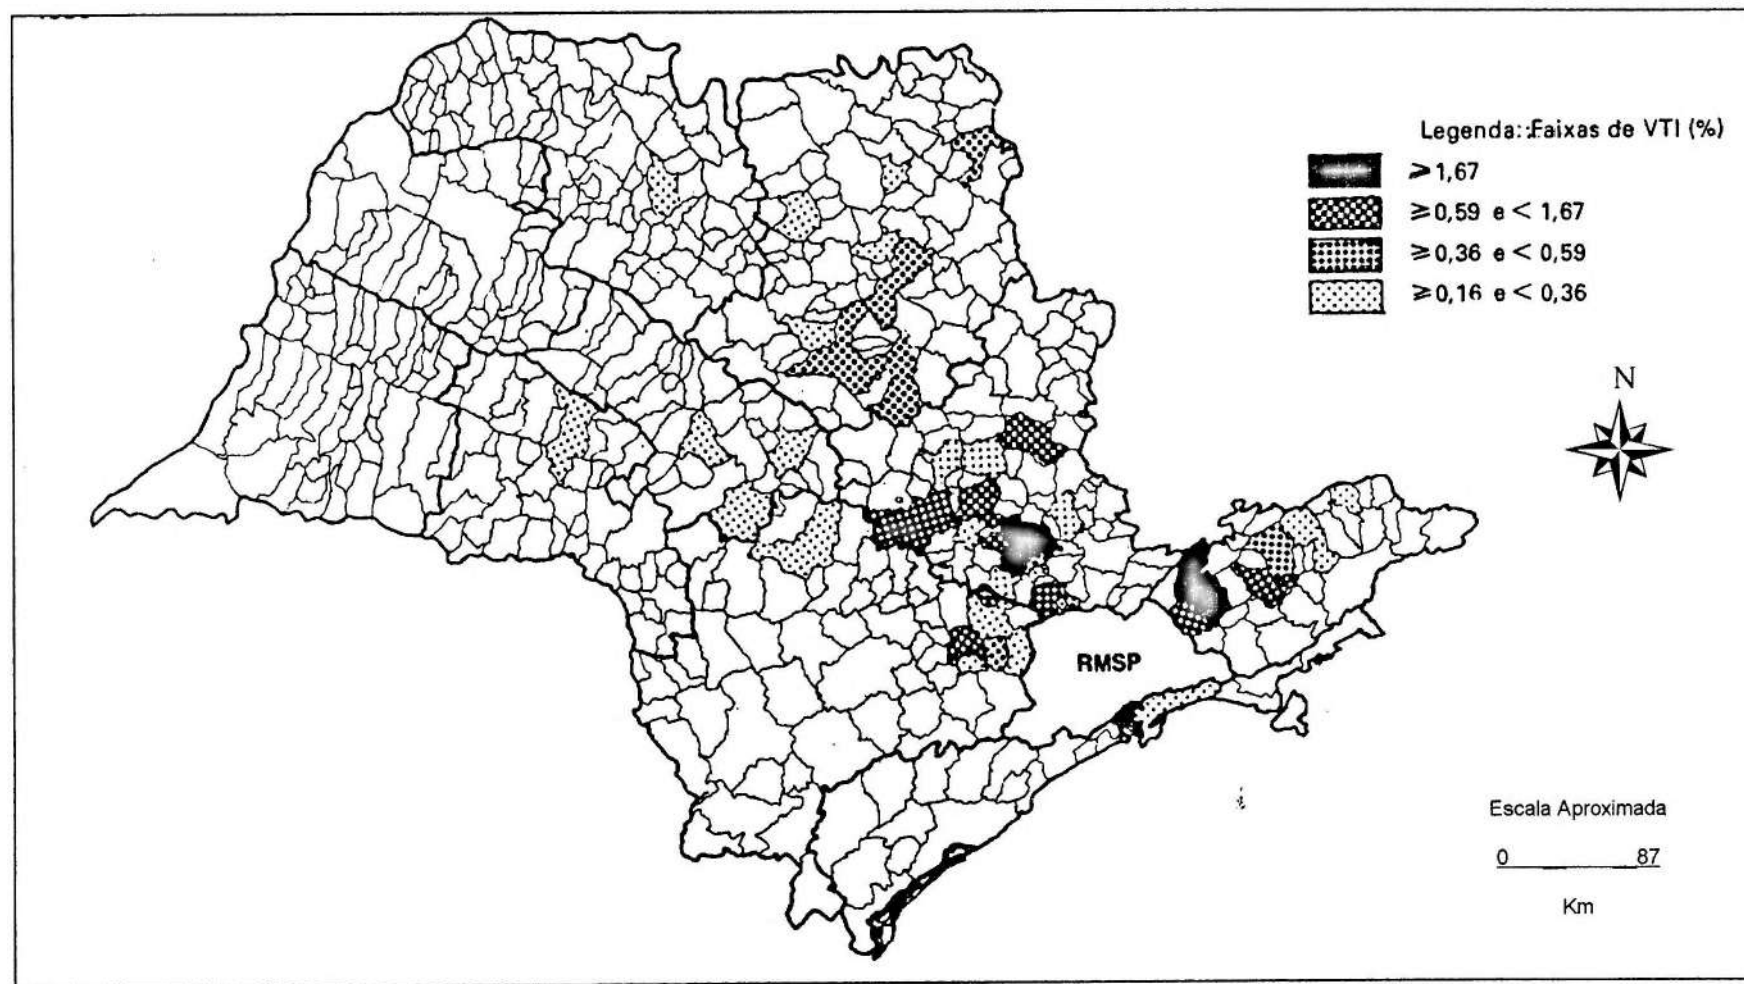 Legenda::Faixas de VTI (%)
⩾1,67
⩾0,59 e < 1,67
⩾0,36 e < 0,59
⩾0,16 e < 0,36
N
RMSP
Escala Aproximada
0 87
Km